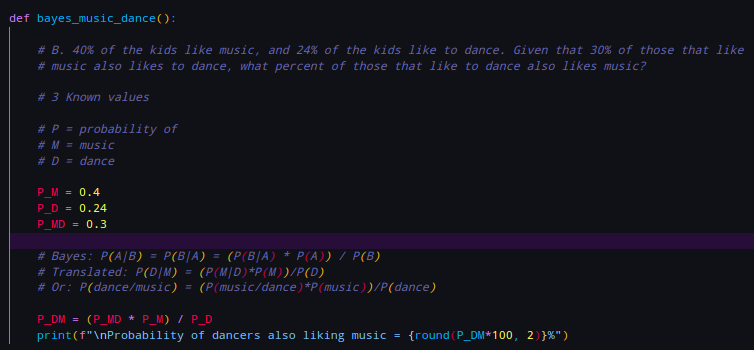 def bayes_music_dance():
# B. 40% of the kids like music, and 24% of the kids like to dance. Given that 30% of those that like
# music also likes to dance, what percent of those that like to dance also likes music?
# 3 Known values
# P = probability of
# M = music
# D = dance
P_M = 0.4
P_D = 0.24
P_MD = 0.3
# Bayes: P(A|B) = P(B|A) = (P(B|A) * P(A)) / P(B)
# Translated: P(D|M) = (P(M|D)*P(M))/P(D)
# Or: P(dance/music) = (P(music/dance)*P(music))/P(dance)
P_DM = (P_MD * P_M) / P_D
print(f"\nProbability of dancers also liking music = {round(P_DM*100, 2)}%")